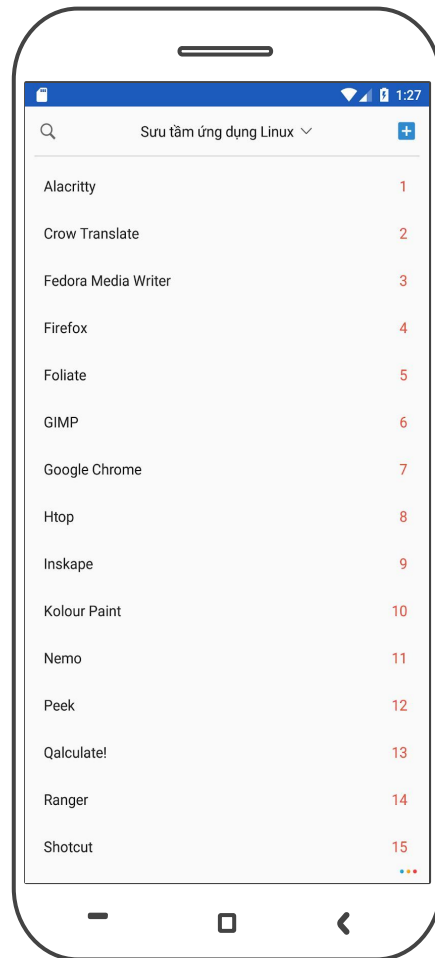 1:27
Sưu tầm ứng dụng Linux
Alacritty 1
Crow Translate 2
Fedora Media Writer 3
Firefox 4
Foliate 5
GIMP 6
Google Chrome 7
Htop 8
Inskape 9
Kolour Paint 10
Nemo 11
Peek 12
Qalculate! 13
Ranger 14
Shotcut 15